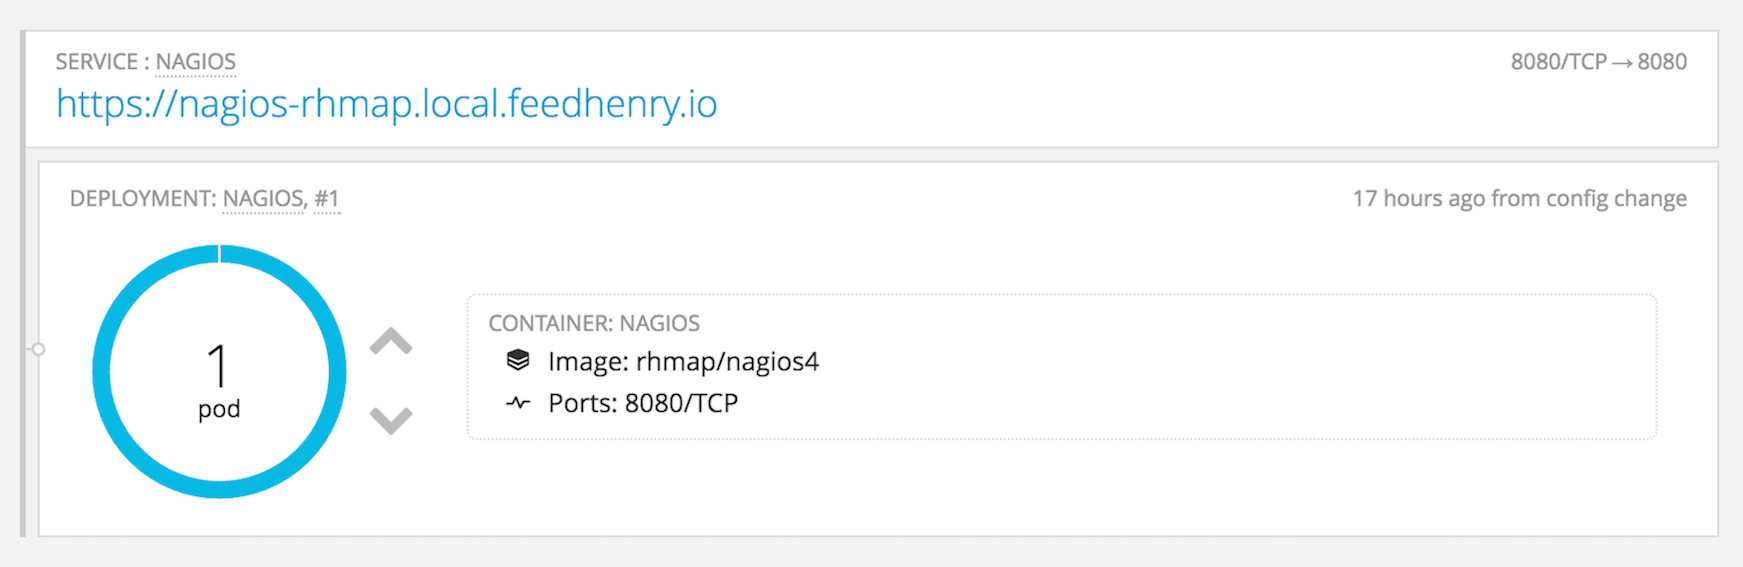 SERVICE : NAGIOS
8080/TCP → 8080
https://nagios-rhmap.local.feedhenry.io
DEPLOYMENT: NAGIOS, #1
17 hours ago from config change
1
pod
CONTAINER: NAGIOS
Image: rhmap/nagios4
Ports: 8080/TCP